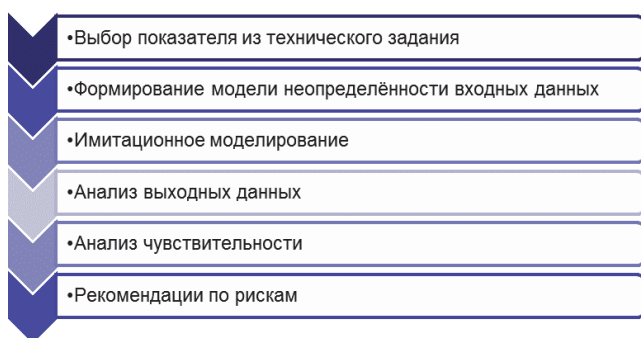 •Выбор показателя из технического задания
•Формирование модели неопределённости входных данных
•Имитационное моделирование
•Анализ выходных данных
•Анализ чувствительности
•Рекомендации по рискам